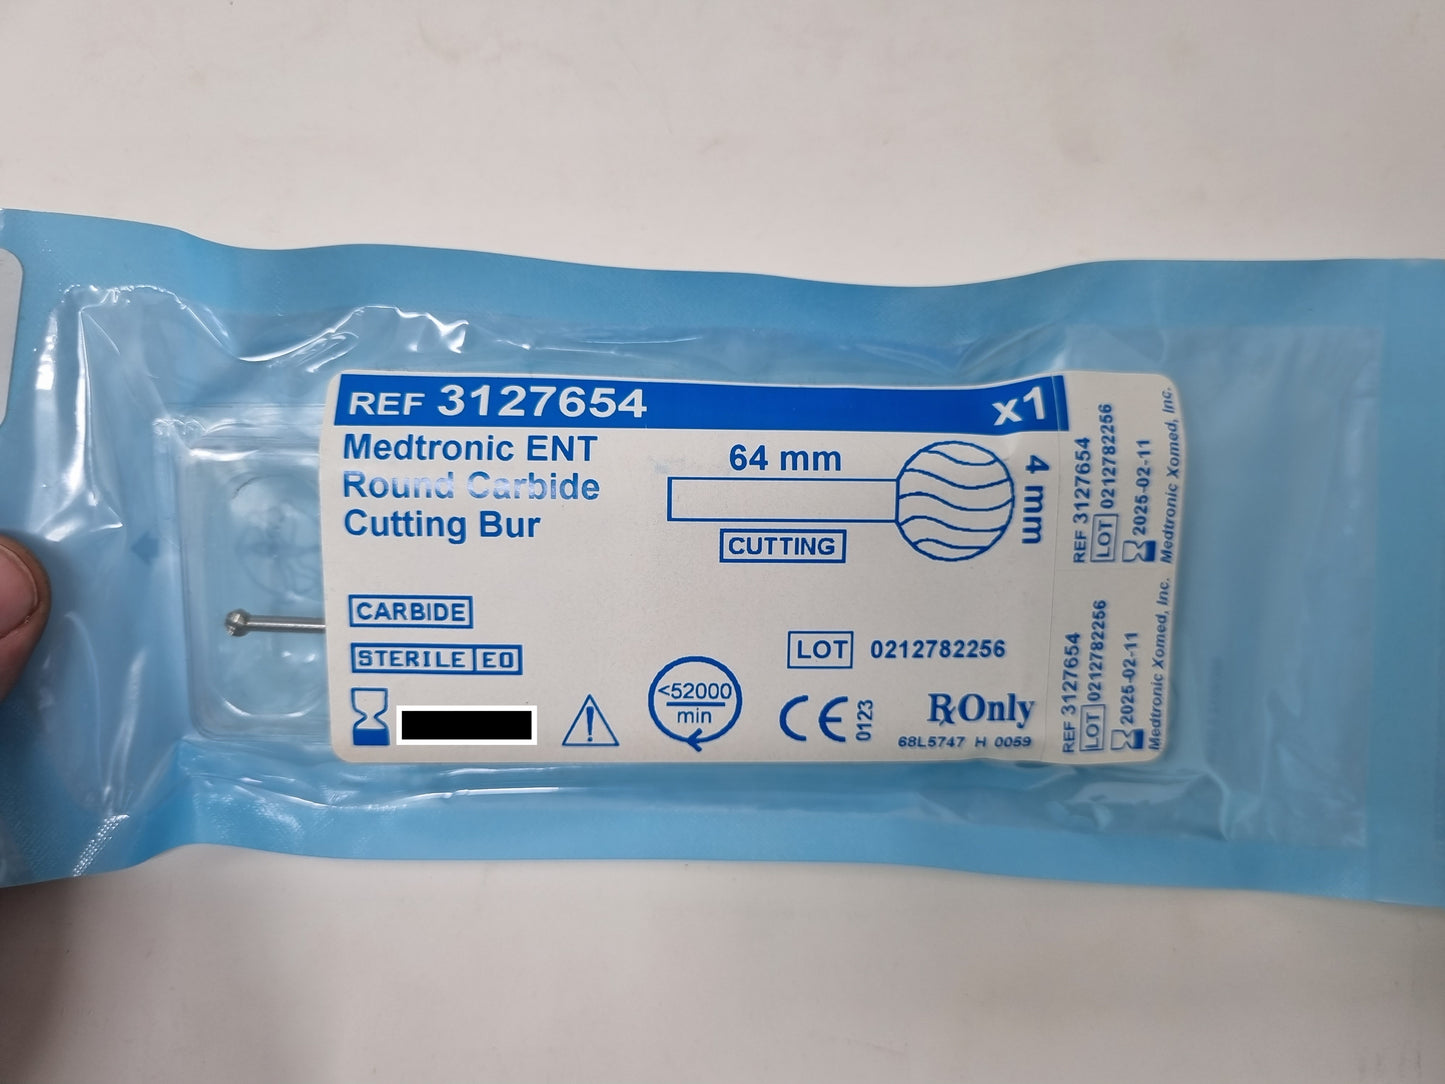 REF 3127654 x1
Medtronic ENT
Round Carbide
Cutting Bur
64 mm
4 mm
CUTTING
CARBIDE
STERILE EO
LOT 0212782256
<52000
min
CE 0123
Rx Only
68L5747 H 0059
REF 3127654
LOT 0212782256
2025-02-11
Medtronic Xomed, Inc.
REF 3127654
LOT 0212782256
2025-02-11
Medtronic Xomed, Inc.